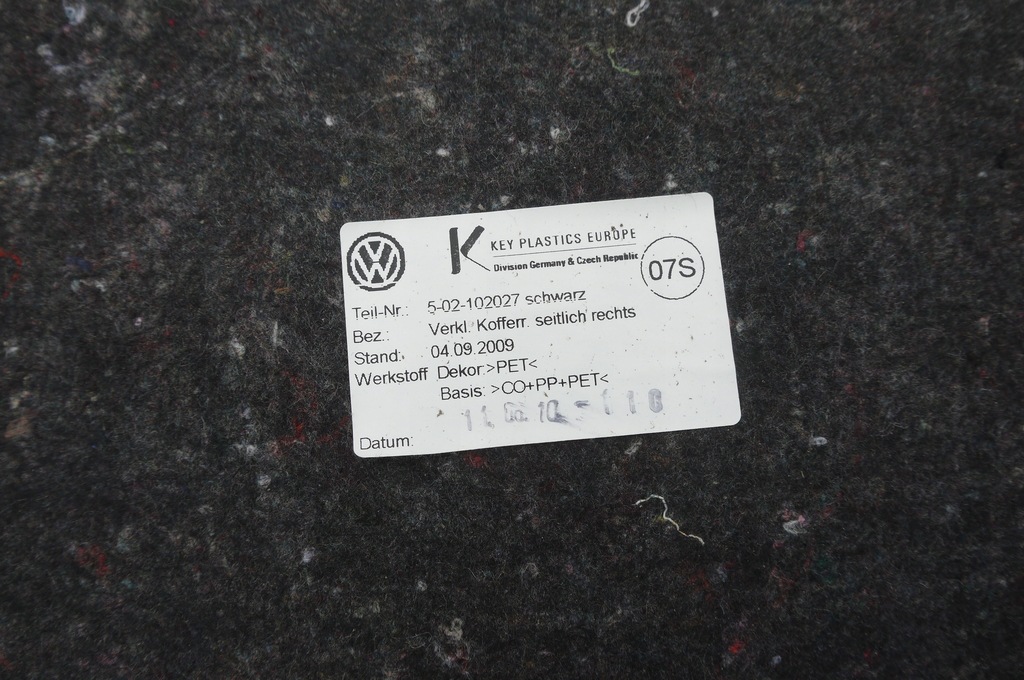 VW
K KEY PLASTICS EUROPE
Division Germany & Czech Republic
07S
Teil-Nr.: 5-02-102027 schwarz
Bez.: Verkl. Kofferr. seitlich rechts
Stand: 04.09.2009
Werkstoff Dekor:>PET<
Basis: >CO+PP+PET<
Datum: